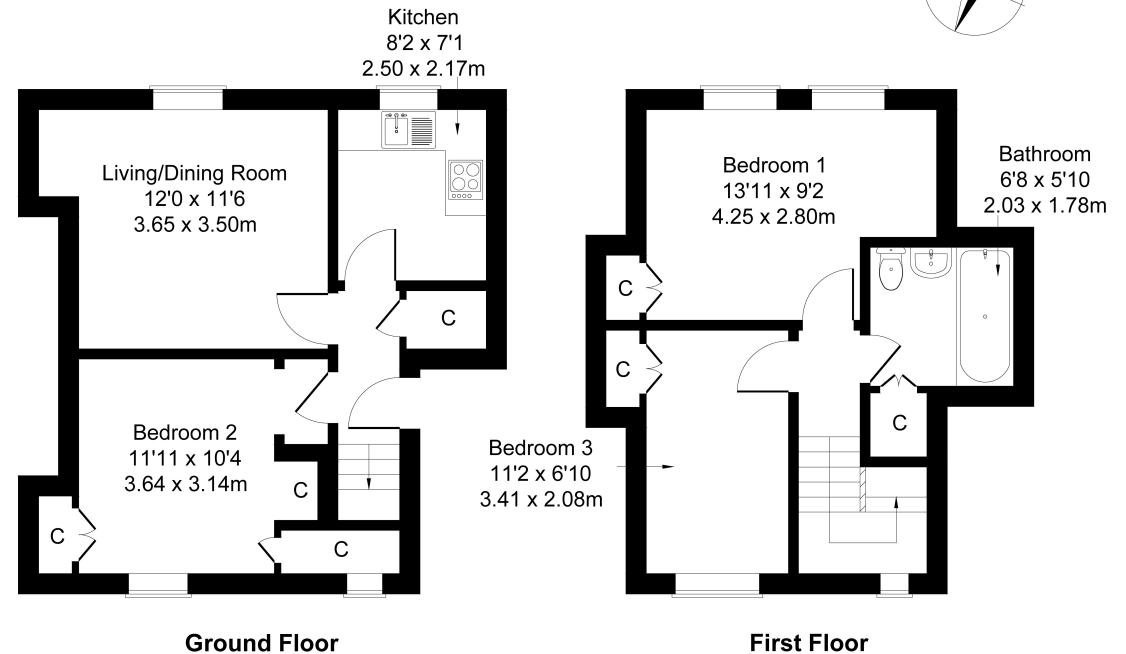 Kitchen
8'2 x 7'1
2.50 x 2.17m
Living/Dining Room
12'0 x 11'6
3.65 x 3.50m
C
Bedroom 2
11'11 x 10'4
3.64 x 3.14m
C
C
C
Ground Floor
Bedroom 1
13'11 x 9'2
4.25 x 2.80m
Bathroom
6'8 x 5'10
2.03 x 1.78m
C
C
C
Bedroom 3
11'2 x 6'10
3.41 x 2.08m
First Floor